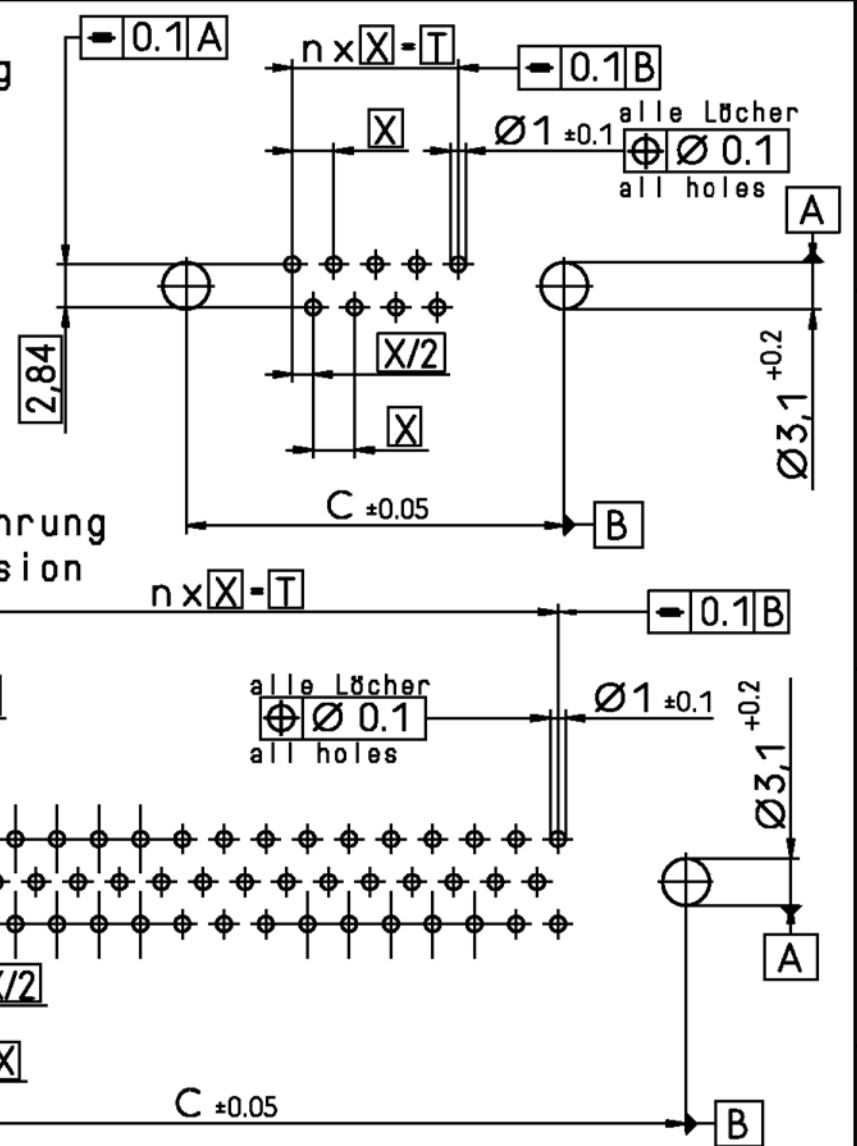 0.1 A
g
n x X = T
0.1 B
X
Ø1 ±0.1
alle Löcher
Ø 0.1
all holes
A
2,84
X/2
X
Ø3,1 +0.2
C ±0.05
B
hrung
sion
n x X = T
0.1 B
alle Löcher
Ø 0.1
all holes
Ø1 ±0.1
Ø3,1 +0.2
X/2
A
X
C ±0.05
B